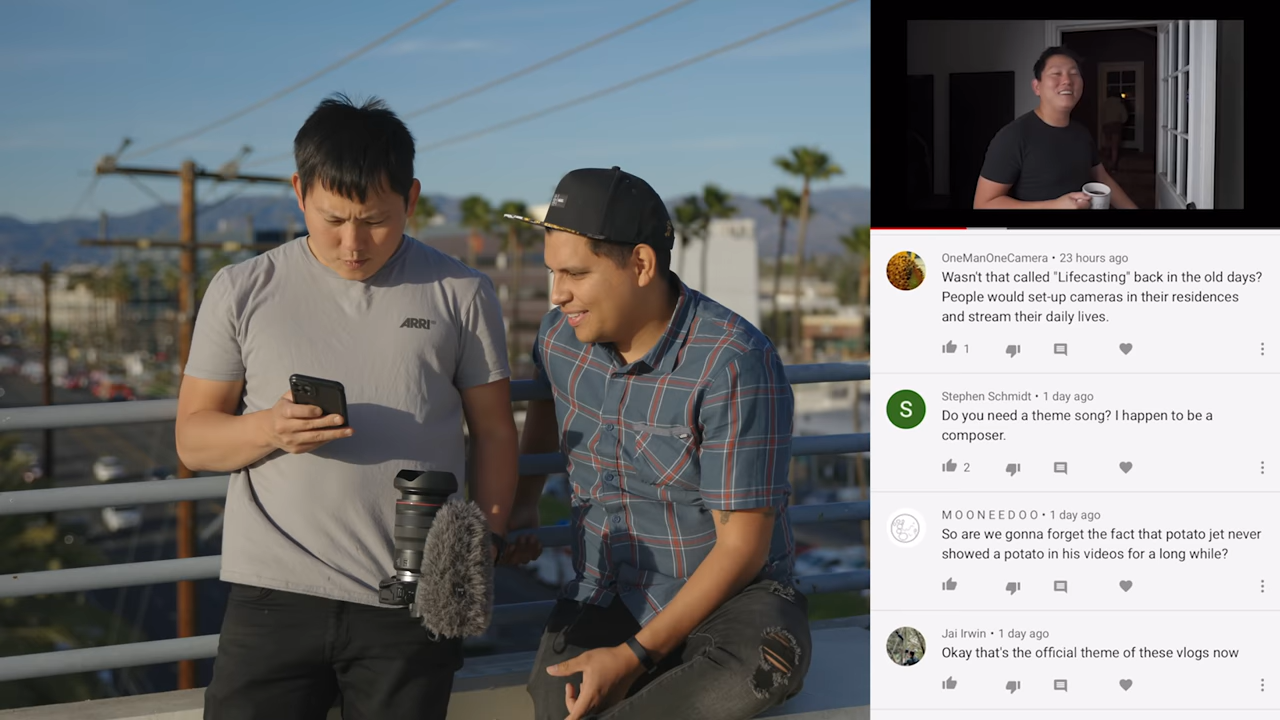 ARRI
OneManOneCamera • 23 hours ago
Wasn't that called "Lifecasting" back in the old days?
People would set-up cameras in their residences
and stream their daily lives.
1
S
Stephen Schmidt • 1 day ago
Do you need a theme song? I happen to be a
composer.
2
M O O N E E D O O • 1 day ago
So are we gonna forget the fact that potato jet never
showed a potato in his videos for a long while?
Jai Irwin • 1 day ago
Okay that's the official theme of these vlogs now